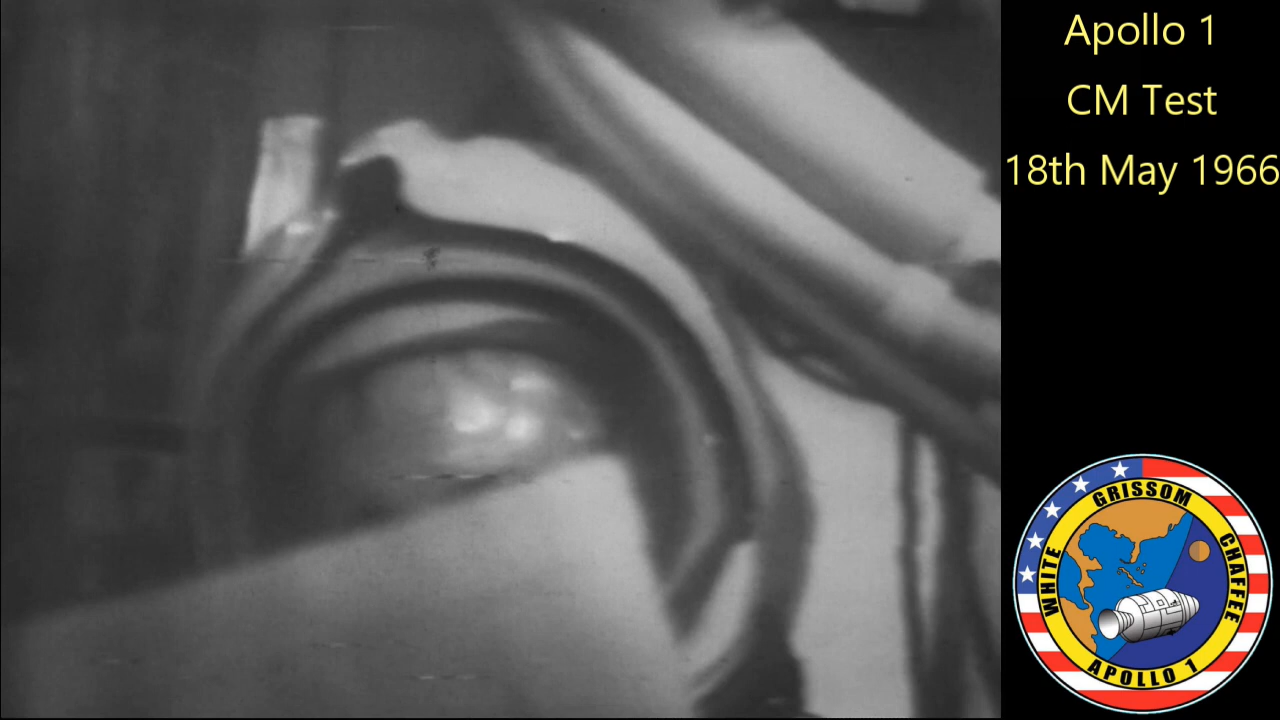 Apollo 1
CM Test
18th May 1966
GRISSOM
WHITE
CHAFFEE
APOLLO 1